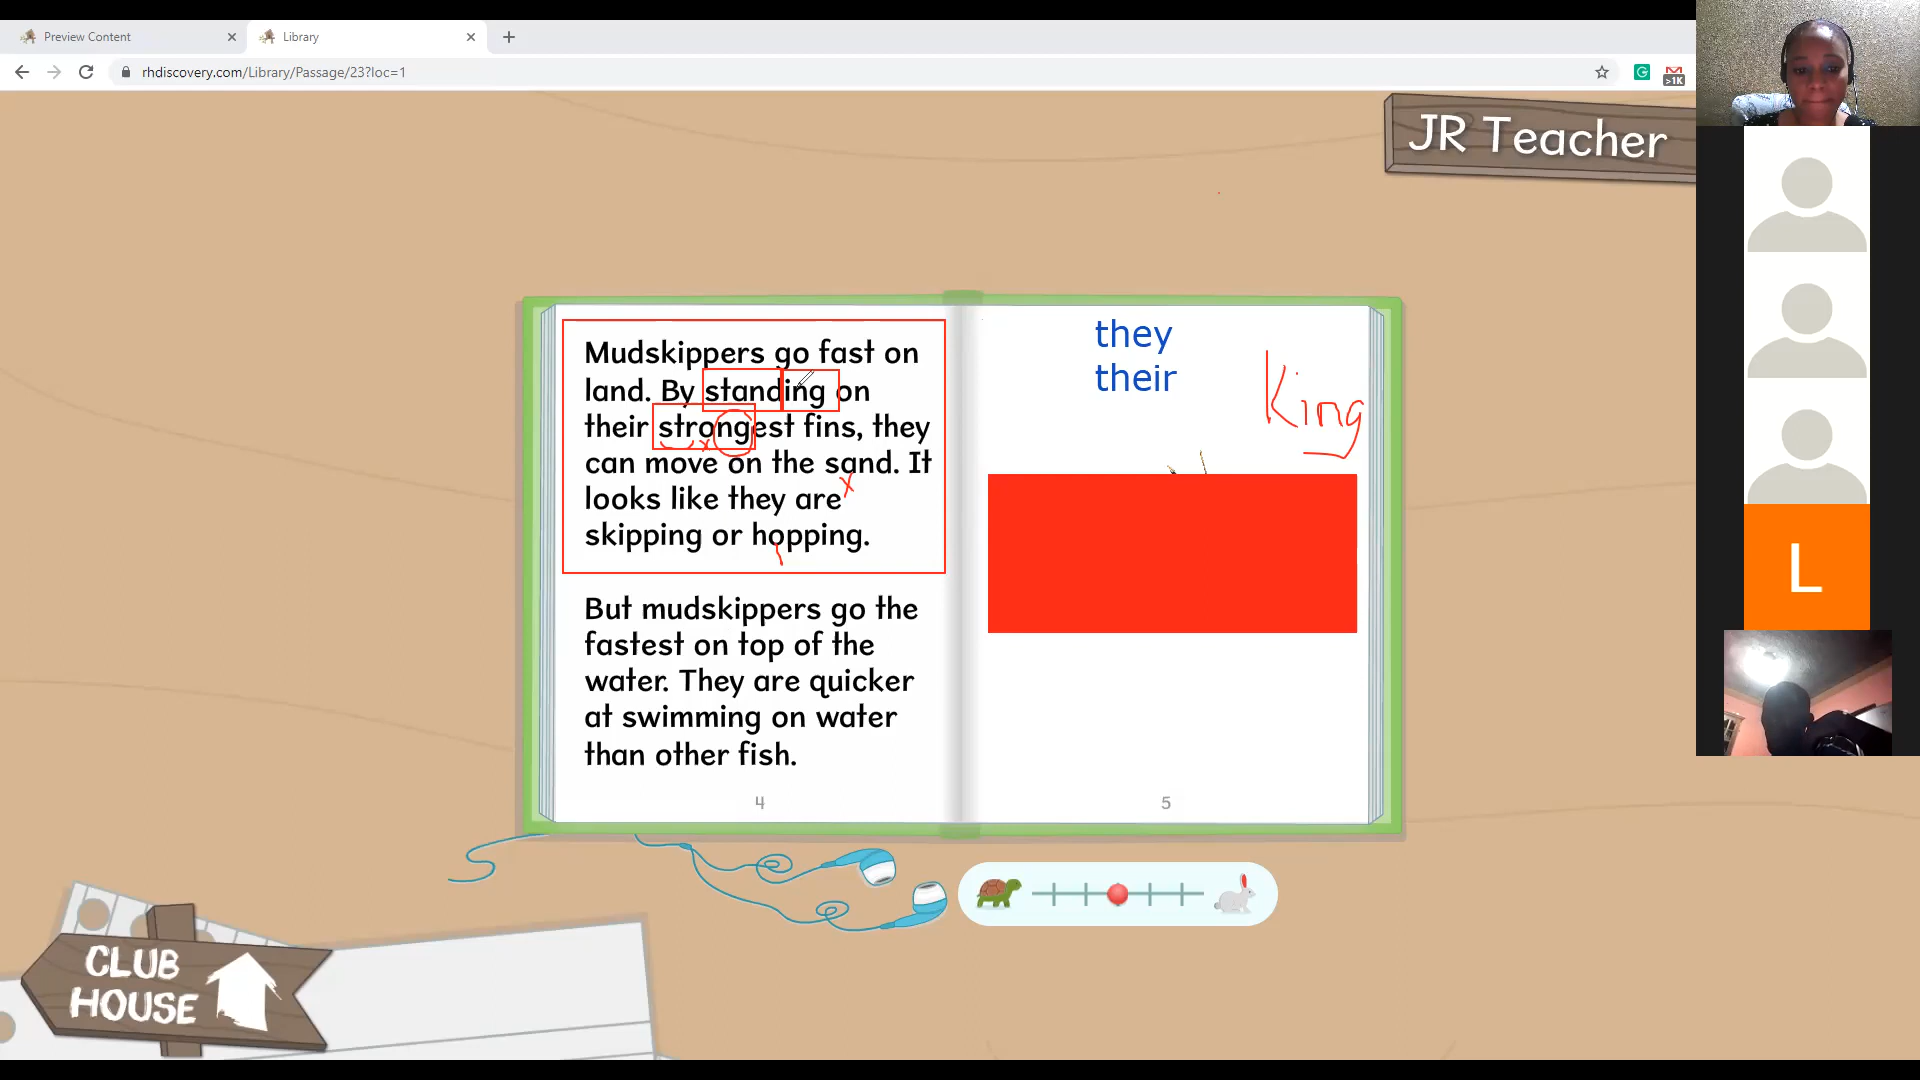 Preview Content
Library
rhdiscovery.com/Library/Passage/23?loc=1
>1K
JR Teacher
Mudskippers go fast on
land. By standing on
their strongest fins, they
can move on the sand. It
looks like they are
skipping or hopping.
But mudskippers go the
fastest on top of the
water. They are quicker
at swimming on water
than other fish.
4
they
their
King
5
L
CLUB
HOUSE